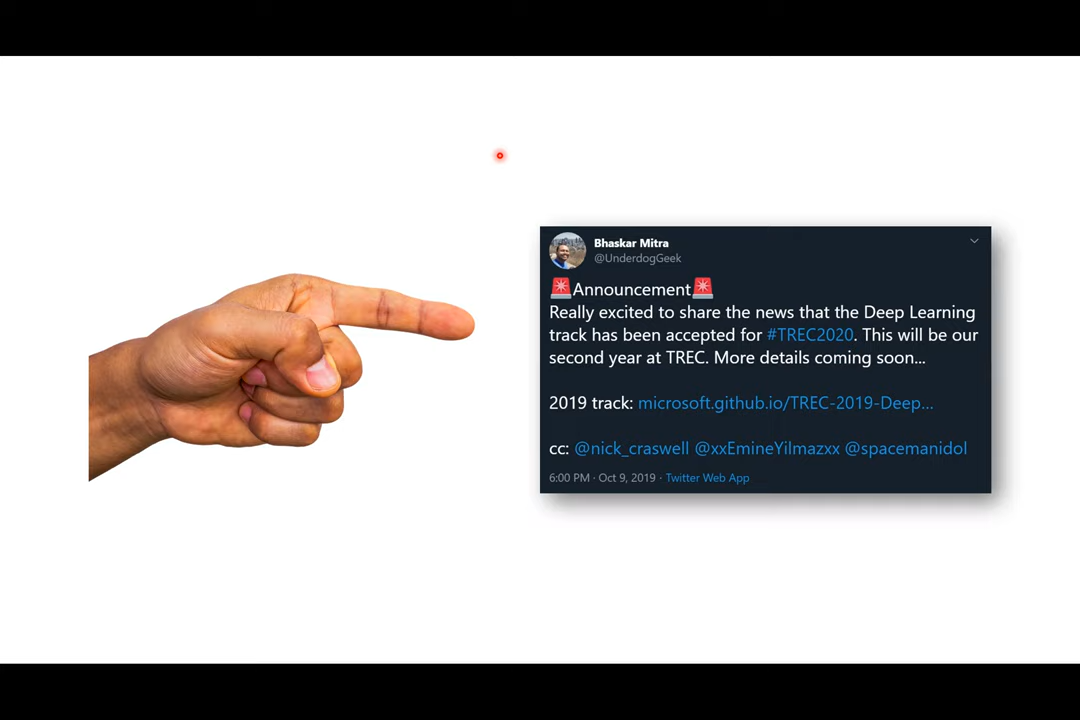 Bhaskar Mitra
@UnderdogGeek
🚨Announcement🚨
Really excited to share the news that the Deep Learning
track has been accepted for #TREC2020. This will be our
second year at TREC. More details coming soon...
2019 track: microsoft.github.io/TREC-2019-Deep...
cc: @nick_craswell @xxEmineYilmazxx @spacemanidol
6:00 PM · Oct 9, 2019 · Twitter Web App